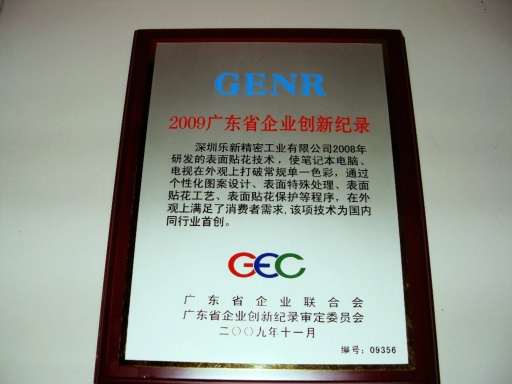 GENR
2009广东省企业创新纪录
深圳乐新精密工业有限公司2008年
研发的表面贴花技术，使笔记本电脑、
电视在外观上打破常规单一色彩，通过
个性化图案设计、表面特殊处理、表面
贴花工艺、表面贴花保护等程序，在外
观上满足了消费者需求,该项技术为国内
同行业首创。
GEC
广东省企业联合会
广东省企业创新纪录审定委员会
二〇〇九年十一月
编号：09356